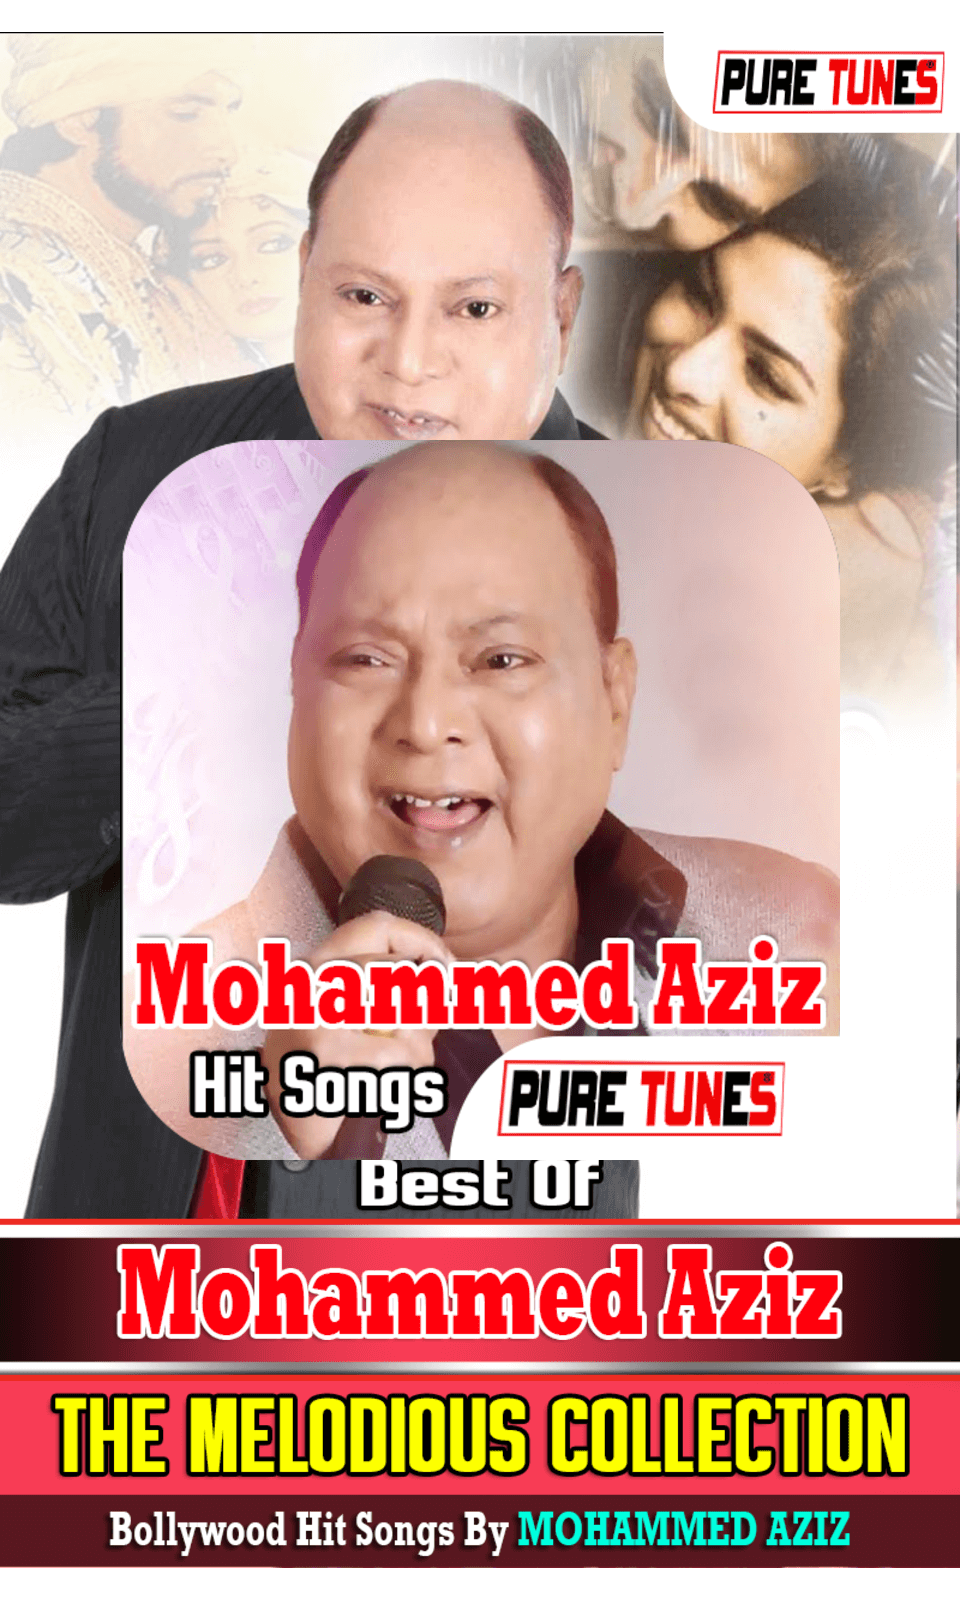 PURE TUNES®
Mohammed Aziz
Hit Songs
PURE TUNES®
Best Of
Mohammed Aziz
THE MELODIOUS COLLECTION
Bollywood Hit Songs By MOHAMMED AZIZ